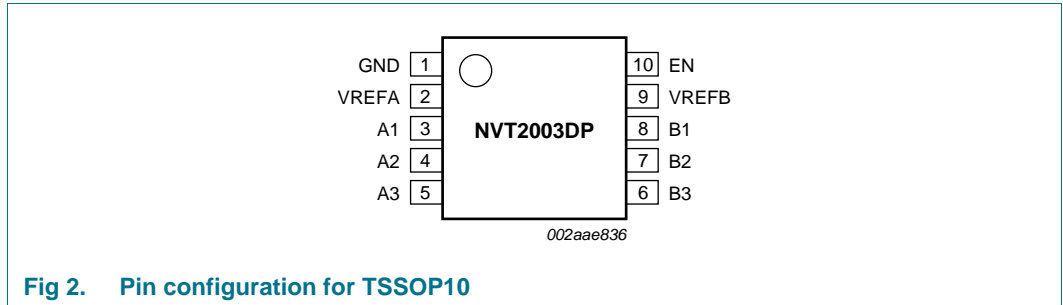 GND 1 10 EN
VREFA 2 9 VREFB
A1 3 NVT2003DP 8 B1
A2 4 7 B2
A3 5 6 B3
002aae836
Fig 2. Pin configuration for TSSOP10